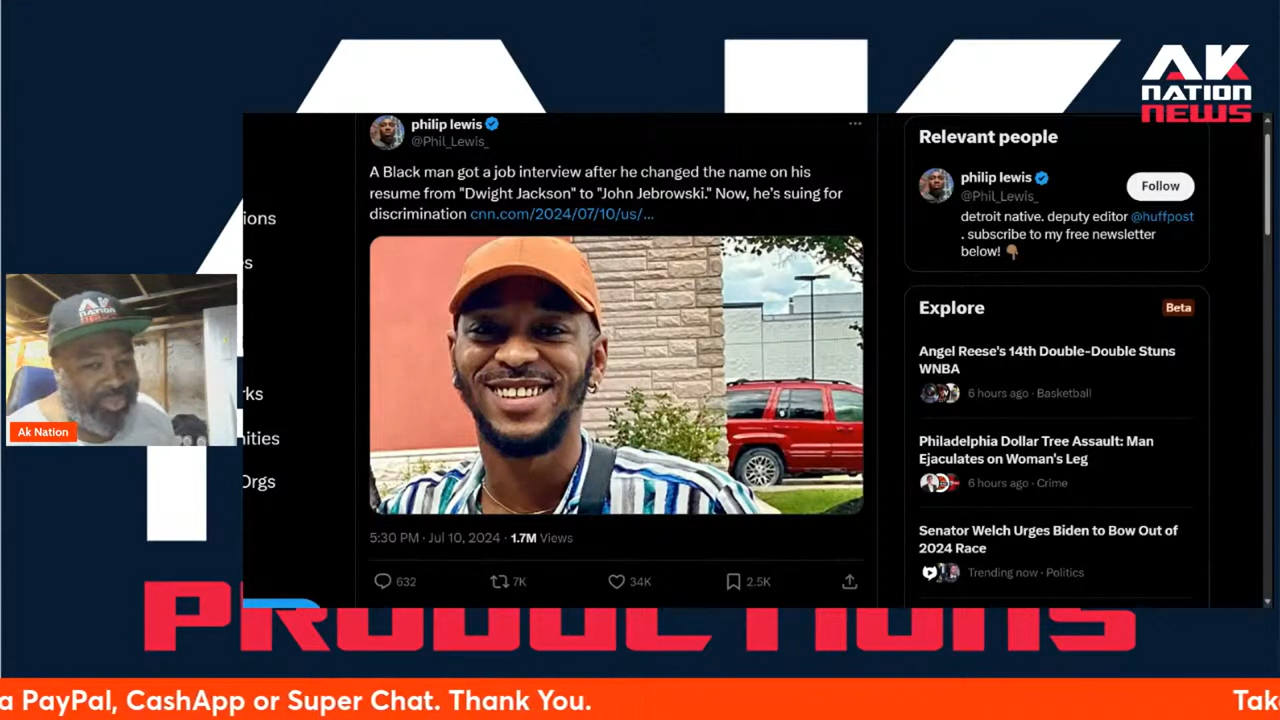 AK
NATION
NEWS
philip lewis
@Phil_Lewis_
A Black man got a job interview after he changed the name on his
resume from "Dwight Jackson" to "John Jebrowski." Now, he's suing for
discrimination cnn.com/2024/07/10/us/...
5:30 PM · Jul 10, 2024 · 1.7M Views
632
7K
34K
2.5K
Relevant people
philip lewis
@Phil_Lewis_
Follow
detroit native. deputy editor @huffpost
. subscribe to my free newsletter
below! 👇🏽
Explore
Beta
Angel Reese's 14th Double-Double Stuns
WNBA
6 hours ago · Basketball
Philadelphia Dollar Tree Assault: Man
Ejaculates on Woman's Leg
6 hours ago · Crime
Senator Welch Urges Biden to Bow Out of
2024 Race
Trending now · Politics
ions
s
rks
ities
Orgs
AK
NATION
Ak Nation
PRODUCTIONS
a PayPal, CashApp or Super Chat. Thank You.
Tak